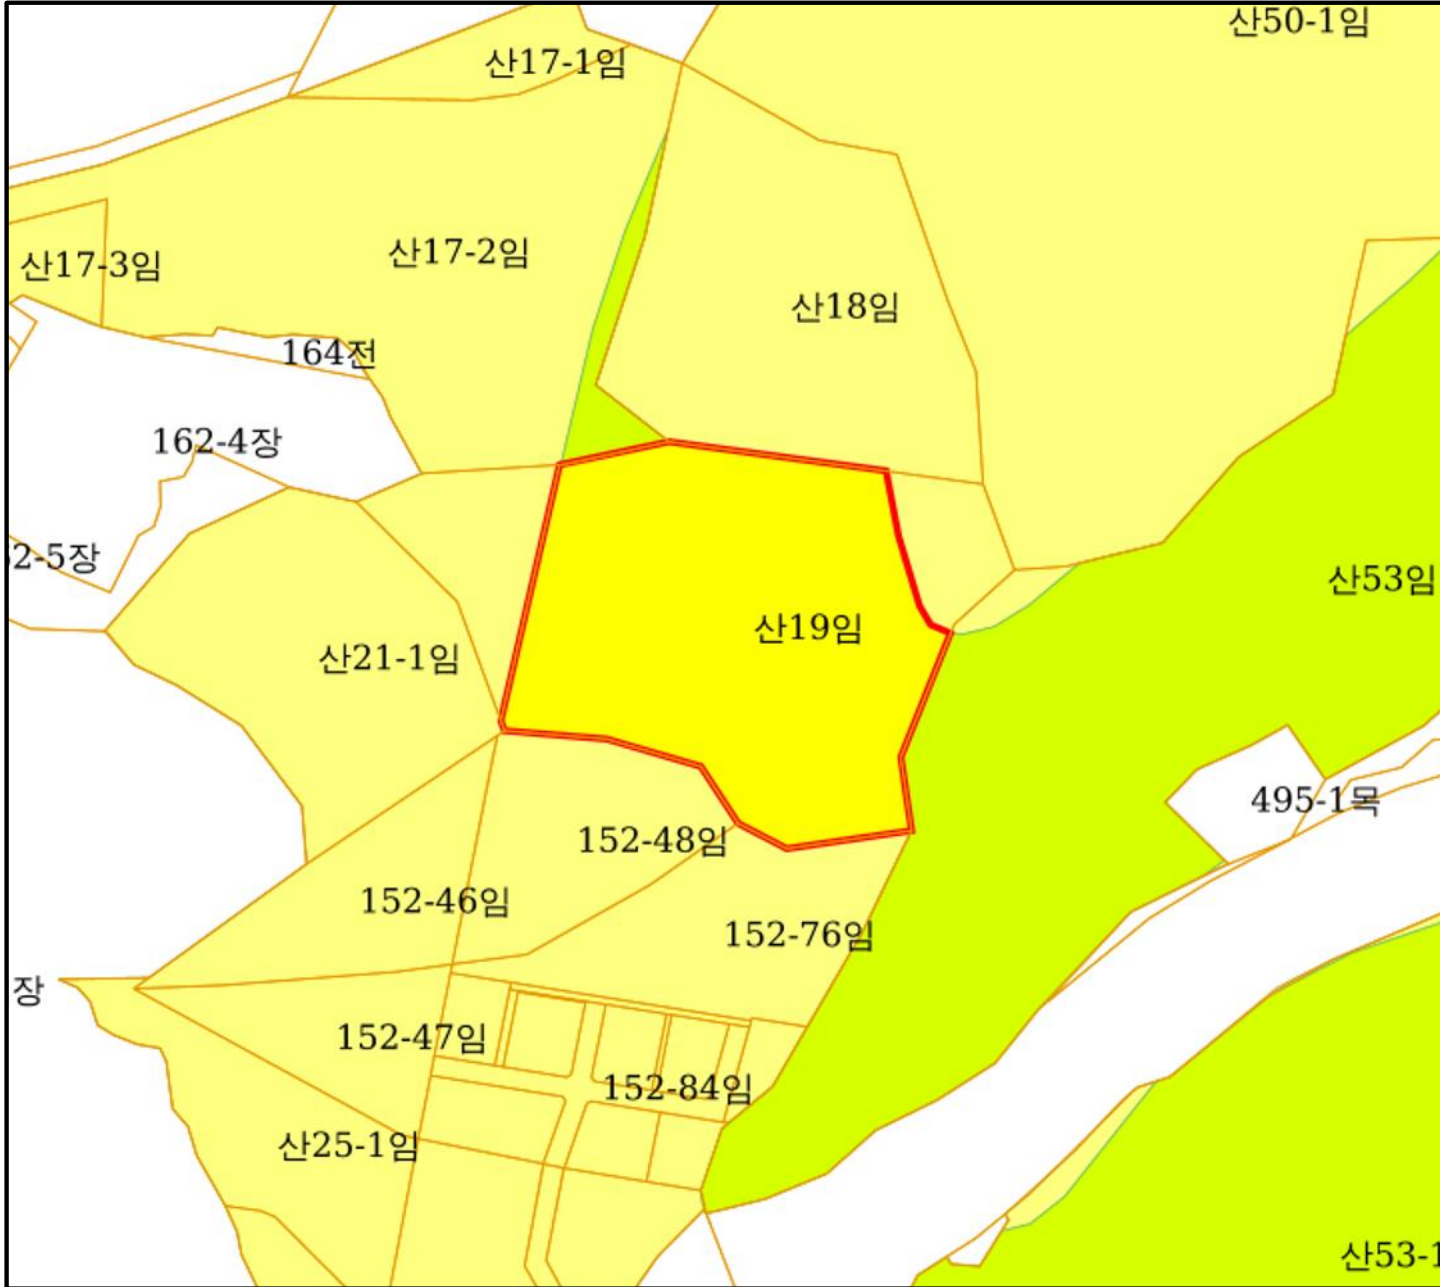 산50-1임
산17-1임
산17-2임
산17-3임
산18임
164전
162-4장
52-5장
산53임
산19임
산21-1임
495-1목
152-48임
152-46임
152-76임
장
152-47임
152-84임
산25-1임
산53-1